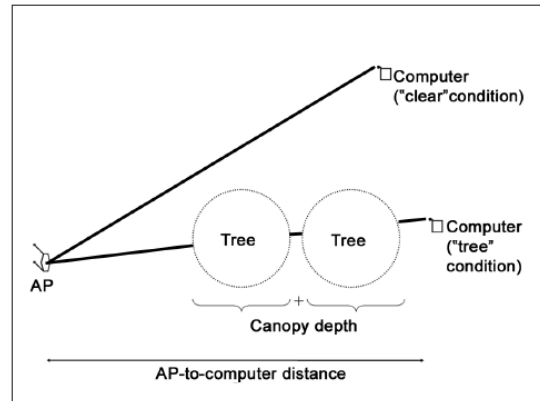 Computer
("clear"condition)
Tree
Tree
Computer
("tree"
condition)
AP
+
Canopy depth
AP-to-computer distance